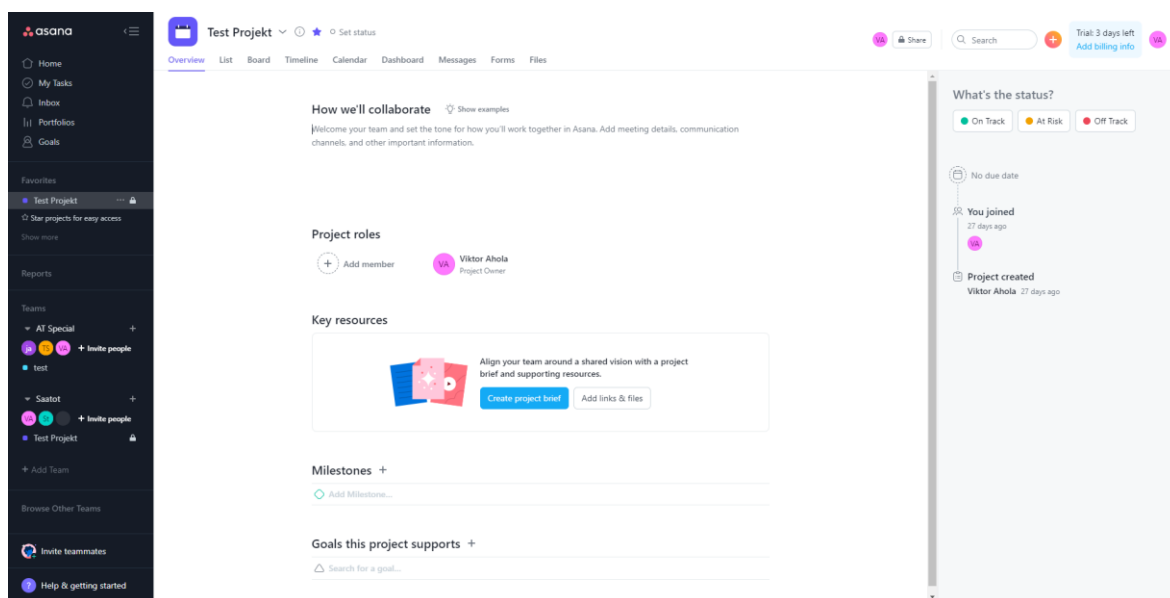 asana
Home
My Tasks
Inbox
Portfolios
Goals
Favorites
Test Projekt
Star projects for easy access
Show more
Reports
Teams
AT Special +
ja TS VA + Invite people
test
Saatot +
VA + Invite people
Test Projekt
+ Add Team
Browse Other Teams
Invite teammates
? Help & getting started
Test Projekt Set status
Overview List Board Timeline Calendar Dashboard Messages Forms Files
VA Share
Search
+
Trial: 3 days left
Add billing info
VA
How we'll collaborate Show examples
Welcome your team and set the tone for how you'll work together in Asana. Add meeting details, communication
channels, and other important information.
Project roles
+ Add member
VA Viktor Ahola
Project Owner
Key resources
Align your team around a shared vision with a project
brief and supporting resources.
Create project brief Add links & files
Milestones +
Add Milestone...
Goals this project supports +
Search for a goal...
What's the status?
On Track At Risk Off Track
No due date
You joined
27 days ago
VA
Project created
Viktor Ahola 27 days ago